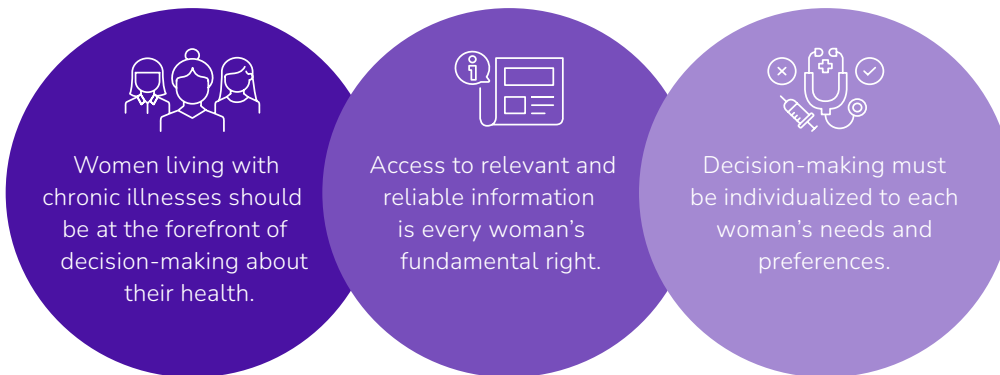 Women living with
chronic illnesses should
be at the forefront of
decision-making about
their health.
Access to relevant and
reliable information
is every woman's
fundamental right.
Decision-making must
be individualized to each
woman's needs and
preferences.